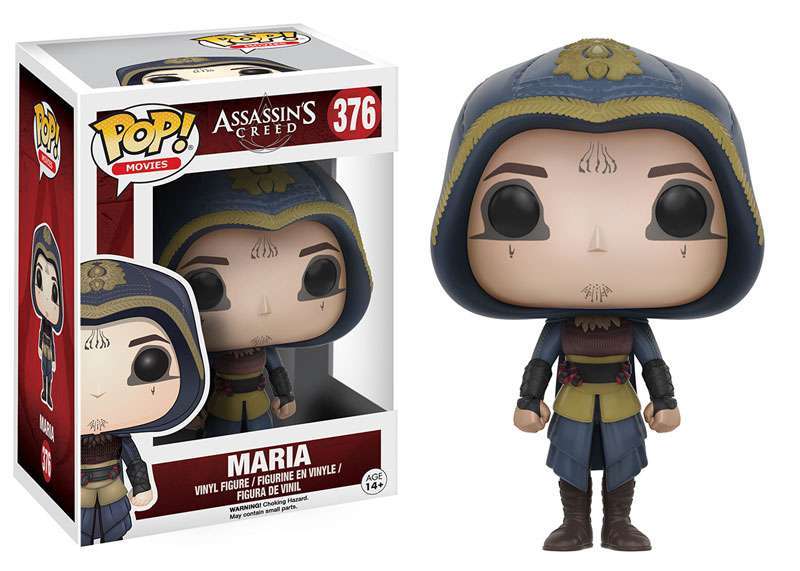 FUNKO
POP!
MOVIES
POP!
MOVIES
ASSASSIN'S
CREED
376
MARIA
376
MARIA
VINYL FIGURE / FIGURINE EN VINYLE /
FIGURA DE VINIL
WARNING! Choking Hazard.
May contain small parts.
AGE
14+